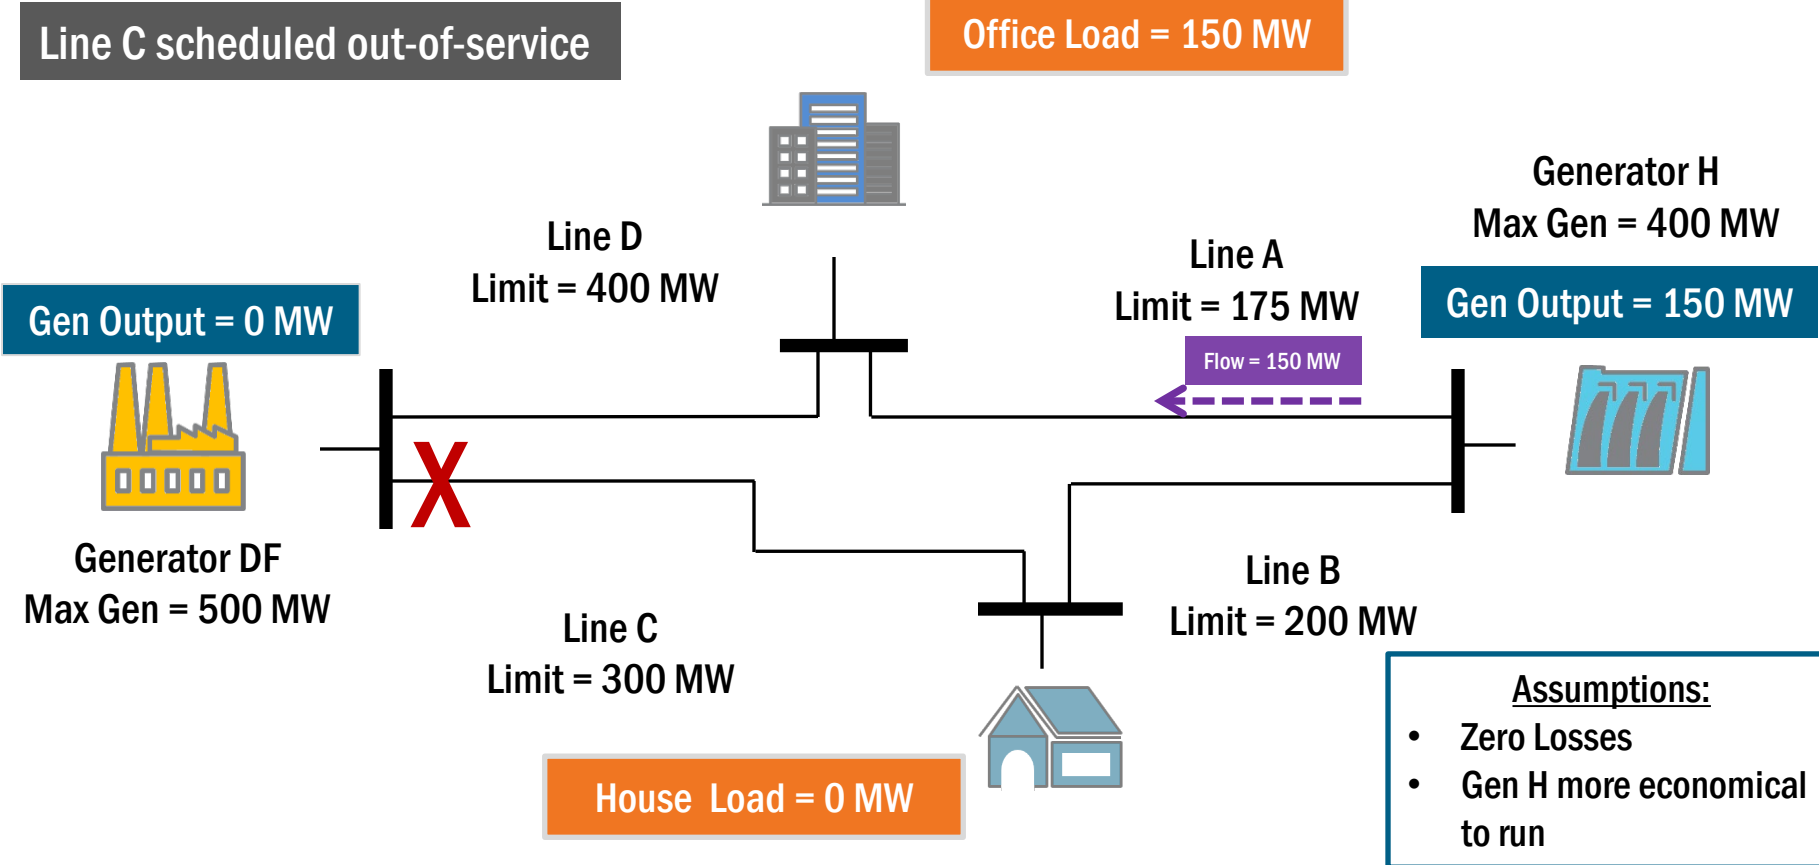 Line C scheduled out-of-service
Office Load = 150 MW
Generator H
Max Gen = 400 MW
Line D
Limit = 400 MW
Line A
Limit = 175 MW
Gen Output = 0 MW
Gen Output = 150 MW
Flow = 150 MW
X
Generator DF
Max Gen = 500 MW
Line B
Limit = 200 MW
Line C
Limit = 300 MW
House Load = 0 MW
Assumptions:
• Zero Losses
• Gen H more economical
to run